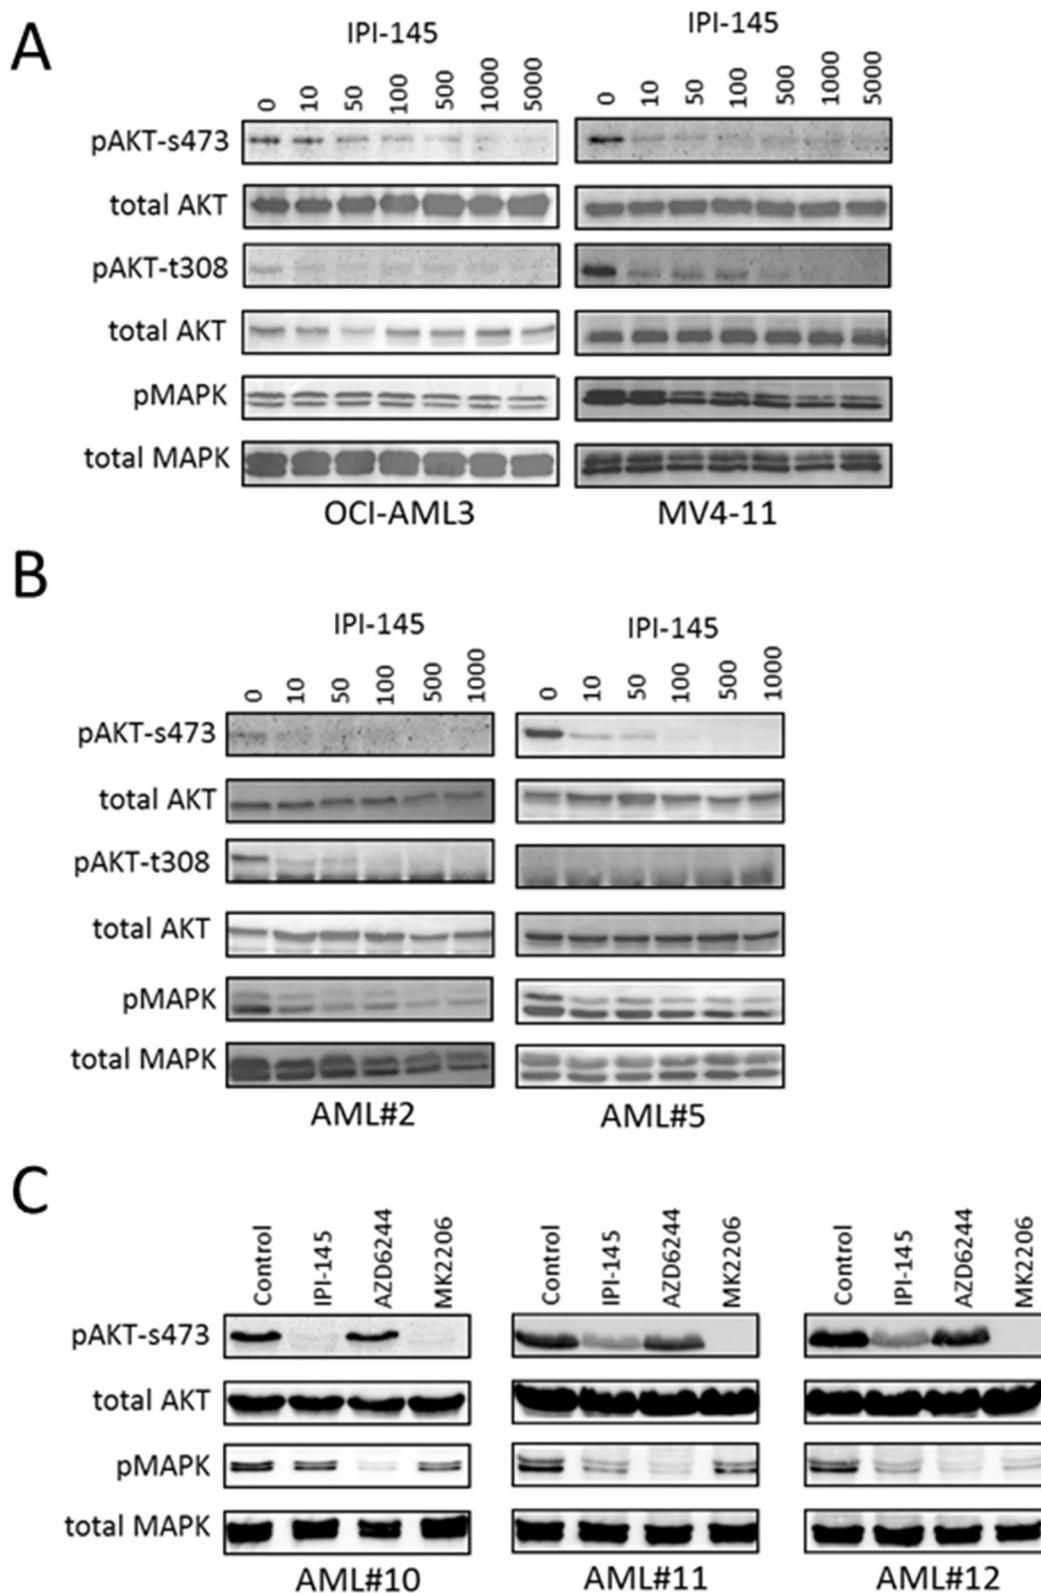 A
IPI-145 IPI-145
0 10 50 100 500 1000 5000 0 10 50 100 500 1000 5000
pAKT-s473
total AKT
pAKT-t308
total AKT
pMAPK
total MAPK
OCI-AML3 MV4-11
B
IPI-145 IPI-145
0 10 50 100 500 1000 0 10 50 100 500 1000
pAKT-s473
total AKT
pAKT-t308
total AKT
pMAPK
total MAPK
AML#2 AML#5
C
Control IPI-145 AZD6244 MK2206 Control IPI-145 AZD6244 MK2206 Control IPI-145 AZD6244 MK2206
pAKT-s473
total AKT
pMAPK
total MAPK
AML#10 AML#11 AML#12